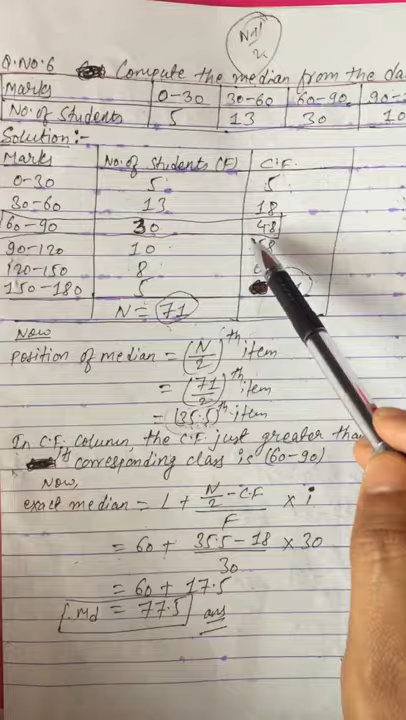 N+1
2
Q.NO.6 Compute the median from the da
Marks 0-30 30-60 60-90 90-
No. of Students 5 13 30 10
Solution:-
Marks No. of Students (F) C.F.
0-30 5 5
30-60 13 18
60-90 30 48
90-120 10 58
120-150 8
150-180 5
N = 71
Now
Position of median = (N/2)th item
= (71/2)th item
= (35.5)th item
In C.F. Column, the C.F just greater than
corresponding class is (60-90)
Now,
exact median = L + N/2 - C.F / F × i
= 60 + 35.5 - 18 / 30 × 30
= 60 + 17.5
Md = 77.5 ans